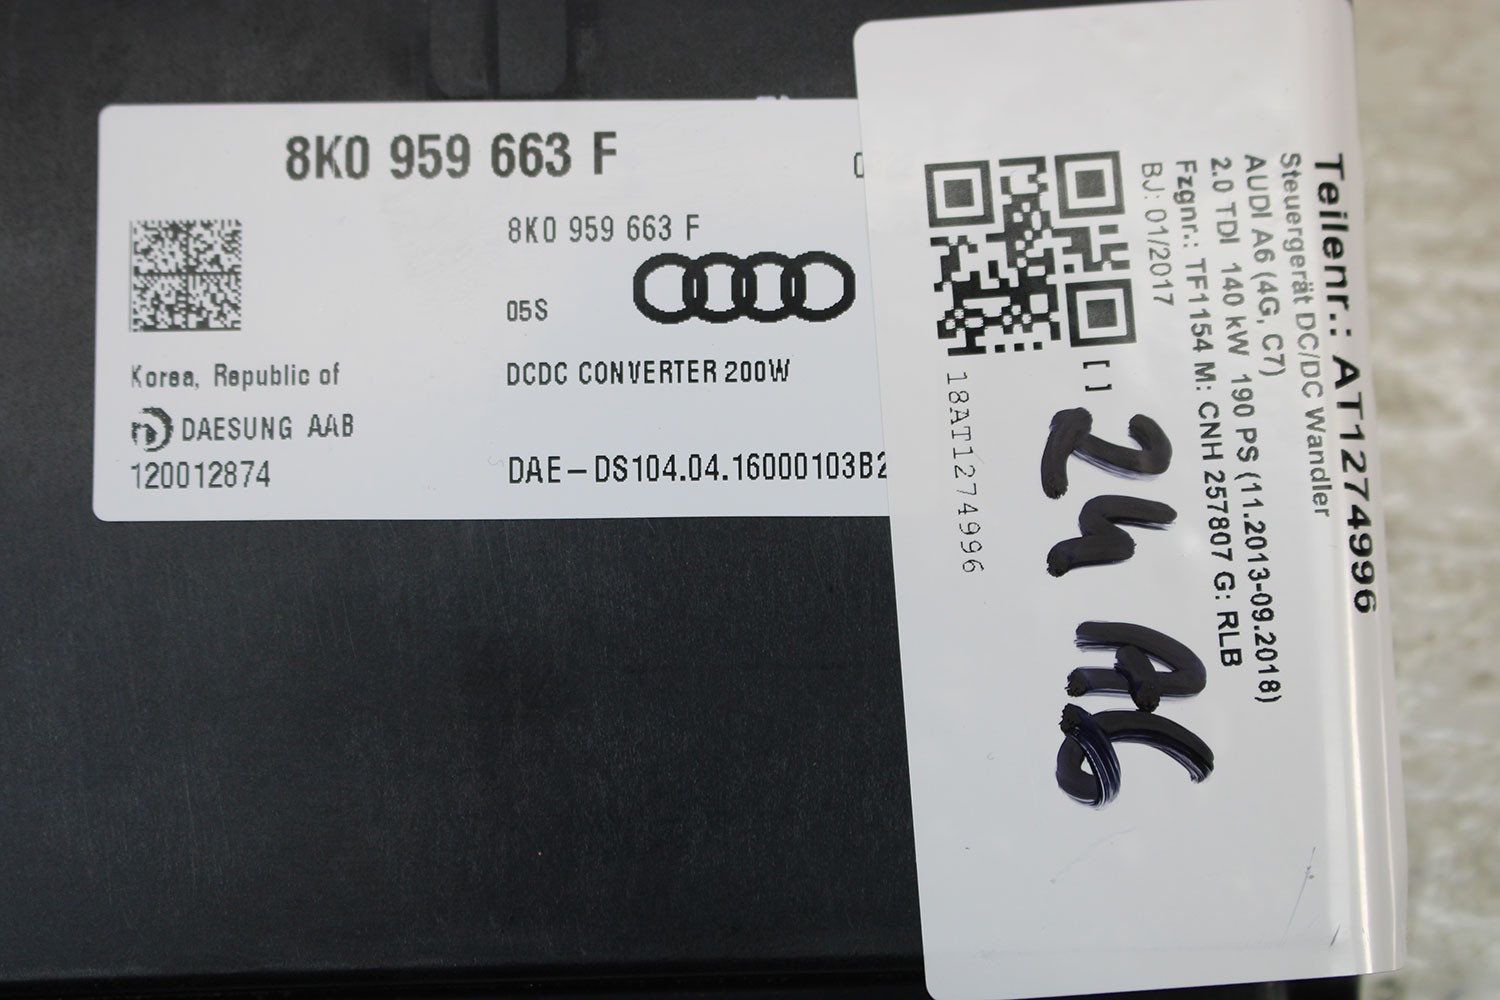 8K0 959 663 F
8K0 959 663 F
05S
Korea, Republic of
DCDC CONVERTER 200W
DAESUNG AAB
120012874
DAE-DS104.04.16000103B2
Teilenr.: AT1274996
Steuergerät DC/DC Wandler
AUDI A6 (4G, C7)
2.0 TDI 140 kW 190 PS (11.2013-09.2018)
Fzgnr.: TF1154 M: CNH 257807 G: RLB
BJ: 01/2017
[ ]
18AT1274996
24 A6